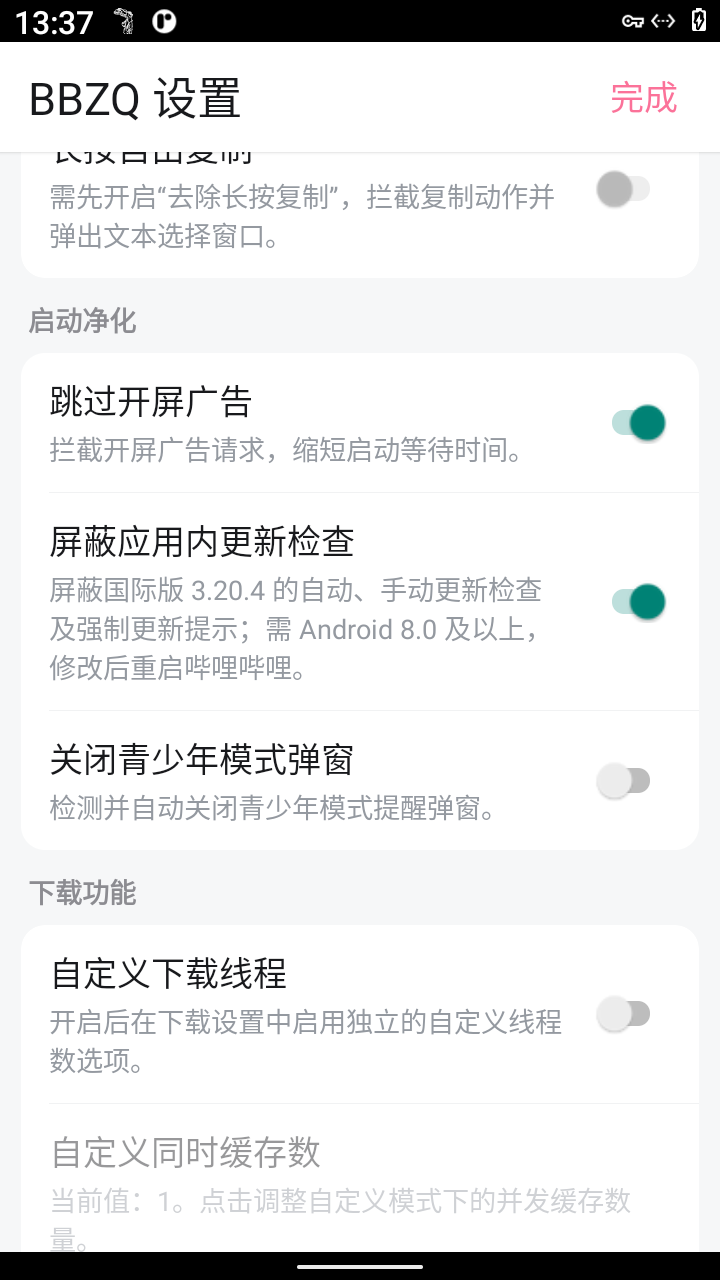 13:37
BBZQ 设置
完成
长按自由复制
需先开启“去除长按复制”，拦截复制动作并
弹出文本选择窗口。
启动净化
跳过开屏广告
拦截开屏广告请求，缩短启动等待时间。
屏蔽应用内更新检查
屏蔽国际版 3.20.4 的自动、手动更新检查
及强制更新提示；需 Android 8.0 及以上，
修改后重启哔哩哔哩。
关闭青少年模式弹窗
检测并自动关闭青少年模式提醒弹窗。
下载功能
自定义下载线程
开启后在下载设置中启用独立的自定义线程
数选项。
自定义同时缓存数
当前值：1。点击调整自定义模式下的并发缓存数
量。